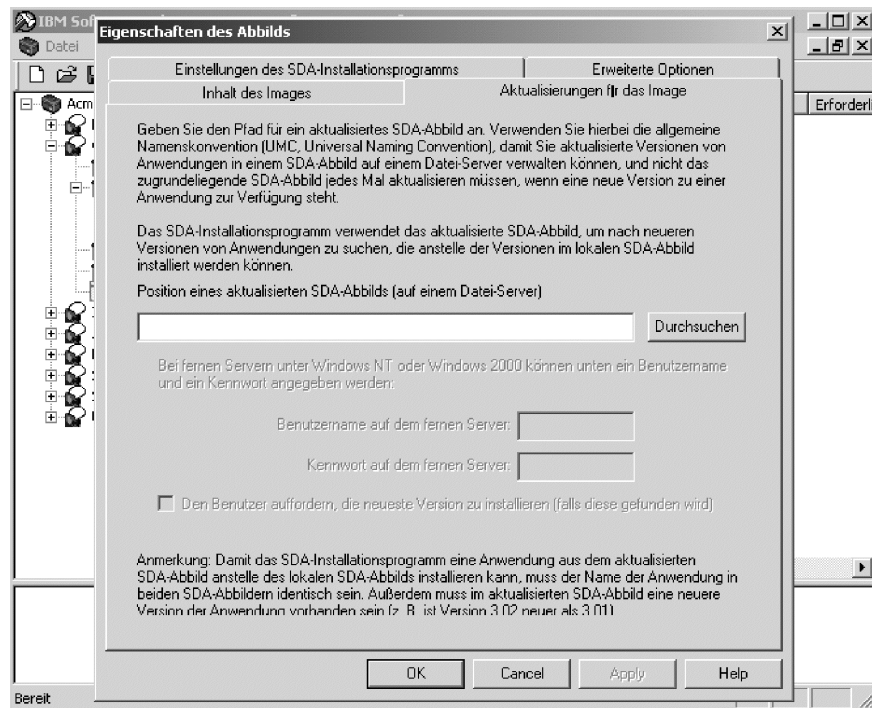 IBM Sof
Eigenschaften des Abbilds
Datei
Einstellungen des SDA-Installationsprogramms
Erweiterte Optionen
Inhalt des Images
Aktualisierungen für das Image
Acm
Erforderli
Geben Sie den Pfad für ein aktualisiertes SDA-Abbild an. Verwenden Sie hierbei die allgemeine
Namenskonvention (UMC, Universal Naming Convention), damit Sie aktualisierte Versionen von
Anwendungen in einem SDA-Abbild auf einem Datei-Server verwalten können, und nicht das
zugrundeliegende SDA-Abbild jedes Mal aktualisieren müssen, wenn eine neue Version zu einer
Anwendung zur Verfügung steht.
Das SDA-Installationsprogramm verwendet das aktualisierte SDA-Abbild, um nach neueren
Versionen von Anwendungen zu suchen, die anstelle der Versionen im lokalen SDA-Abbild
installiert werden können.
Position eines aktualisierten SDA-Abbilds (auf einem Datei-Server)
Durchsuchen
Bei fernen Servern unter Windows NT oder Windows 2000 können unten ein Benutzername
und ein Kennwort angegeben werden:
Benutzername auf dem fernen Server:
Kennwort auf dem fernen Server:
Den Benutzer auffordern, die neueste Version zu installieren (falls diese gefunden wird)
Anmerkung: Damit das SDA-Installationsprogramm eine Anwendung aus dem aktualisierten
SDA-Abbild anstelle des lokalen SDA-Abbilds installieren kann, muss der Name der Anwendung in
beiden SDA-Abbildern identisch sein. Außerdem muss im aktualisierten SDA-Abbild eine neuere
Version der Anwendung vorhanden sein (z. B. ist Version 3.02 neuer als 3.01)
OK
Cancel
Apply
Help
Bereit